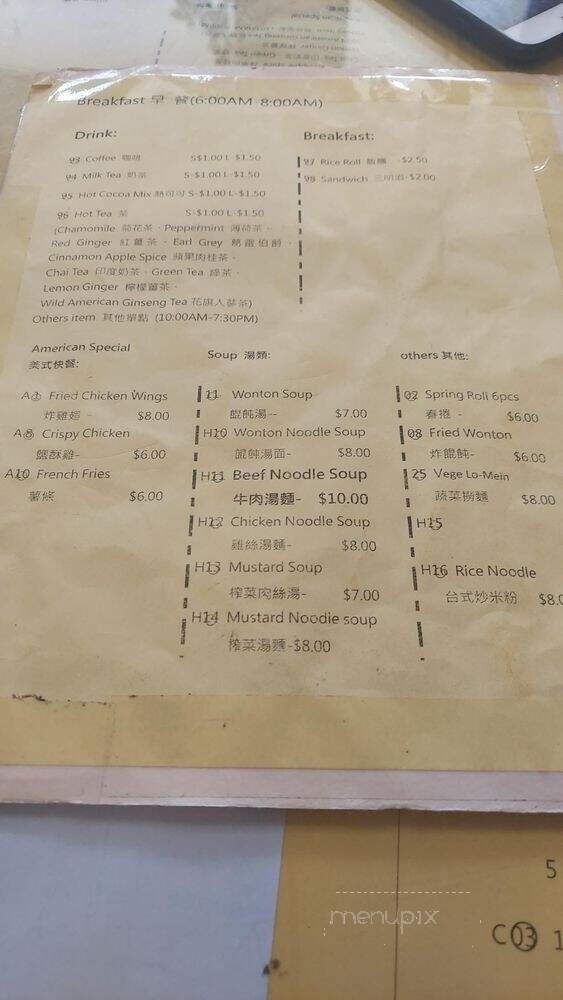 Breakfast 早 餐(6:00AM-8:00AM)
Drink:
93 Coffee 咖啡 S$1.00 L-$1.50
94 Milk Tea 奶茶 S-$1.00 L-$1.50
95 Hot Cocoa Mix 熱可可 S-$1.00 L-$1.50
96 Hot Tea 茶 S-$1.00 L-$1.50
(Chamomile 菊花茶、Peppermint 薄荷茶、
Red Ginger 紅薑茶、Earl Grey 葛雷伯爵、
Cinnamon Apple Spice 蘋果肉桂茶、
Chai Tea 印度奶茶、Green Tea 綠茶、
Lemon Ginger 檸檬薑茶、
Wild American Ginseng Tea 花旗人蔘茶)
Others item 其他單點 (10:00AM-7:30PM)
Breakfast:
97 Rice Roll 飯糰 -$2.50
98 Sandwich 三明治-$2.00
American Special
美式快餐:
A① Fried Chicken Wings
炸雞翅 - $8.00
A⑧ Crispy Chicken
鹽酥雞- $6.00
A10 French Fries
薯條 $6.00
Soup 湯類:
11 Wonton Soup
餛飩湯-- $7.00
H10 Wonton Noodle Soup
餛飩湯面- $8.00
H11 Beef Noodle Soup
牛肉湯麵- $10.00
H12 Chicken Noodle Soup
雞絲湯麵- $8.00
H13 Mustard Soup
榨菜肉絲湯- $7.00
H14 Mustard Noodie soup
榨菜湯麵-$8.00
others 其他:
02 Spring Roll 6pcs
春捲 - $6.00
08 Fried Wonton
炸餛飩- $6.00
25 Vege Lo-Mein
蔬菜撈麵 $8.00
H15
H16 Rice Noodle
台式炒米粉 $8.0
5
C03 1
menupix